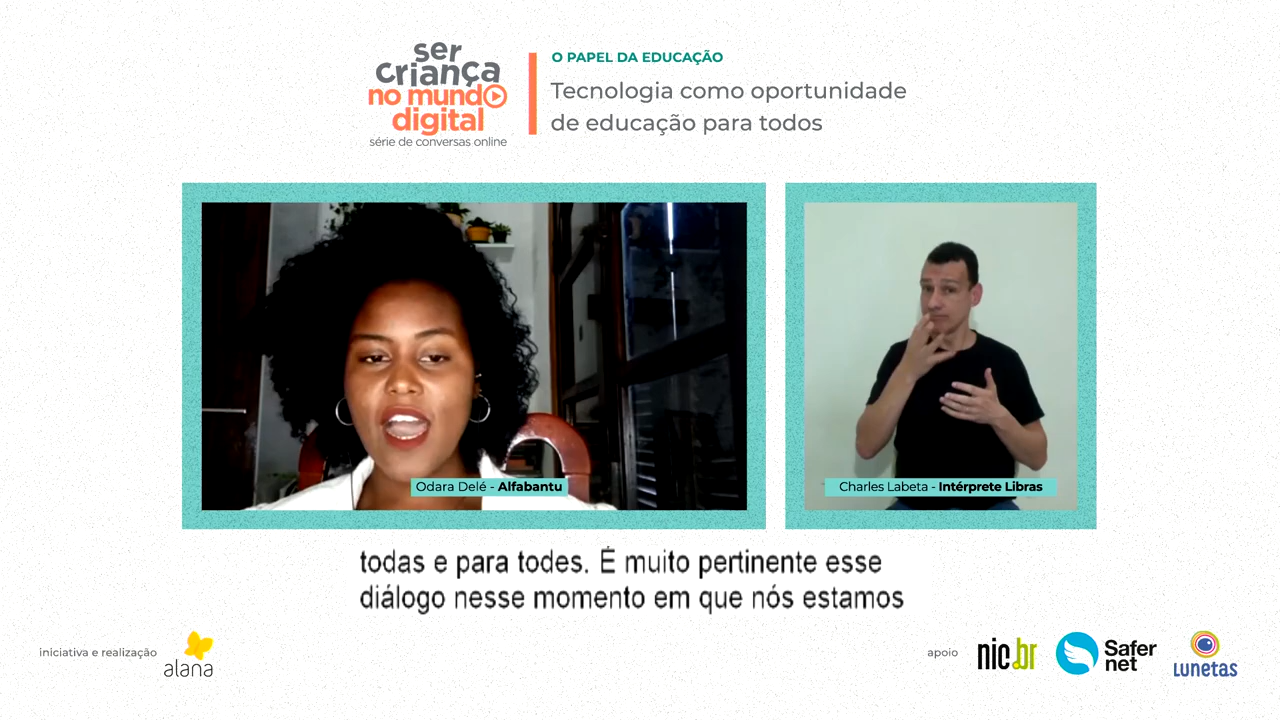 ser
criança
no mundo
digital
série de conversas online
O PAPEL DA EDUCAÇÃO
Tecnologia como oportunidade
de educação para todos
Odara Delé - Alfabantu
Charles Labeta - Intérprete Libras
todas e para todes. É muito pertinente esse
diálogo nesse momento em que nós estamos
iniciativa e realização
alana
apoio
nic.br
Safer
net
LUNETAS